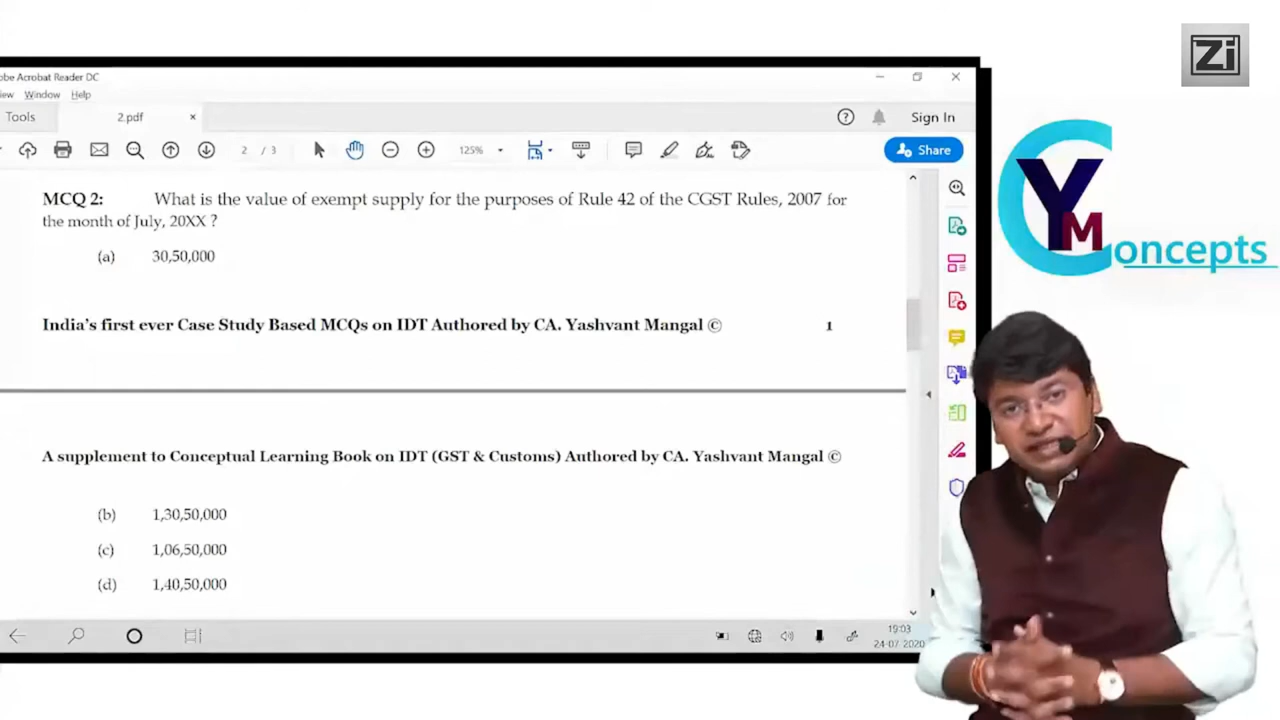 Zi
obe Acrobat Reader DC
iew Window Help
Tools 2.pdf × Sign In
2 / 3 125% Share
MCQ 2: What is the value of exempt supply for the purposes of Rule 42 of the CGST Rules, 2007 for
the month of July, 20XX ?
(a) 30,50,000
India's first ever Case Study Based MCQs on IDT Authored by CA. Yashvant Mangal © 1
A supplement to Conceptual Learning Book on IDT (GST & Customs) Authored by CA. Yashvant Mangal ©
(b) 1,30,50,000
(c) 1,06,50,000
(d) 1,40,50,000
19:03
24-07-2020
YM Concepts